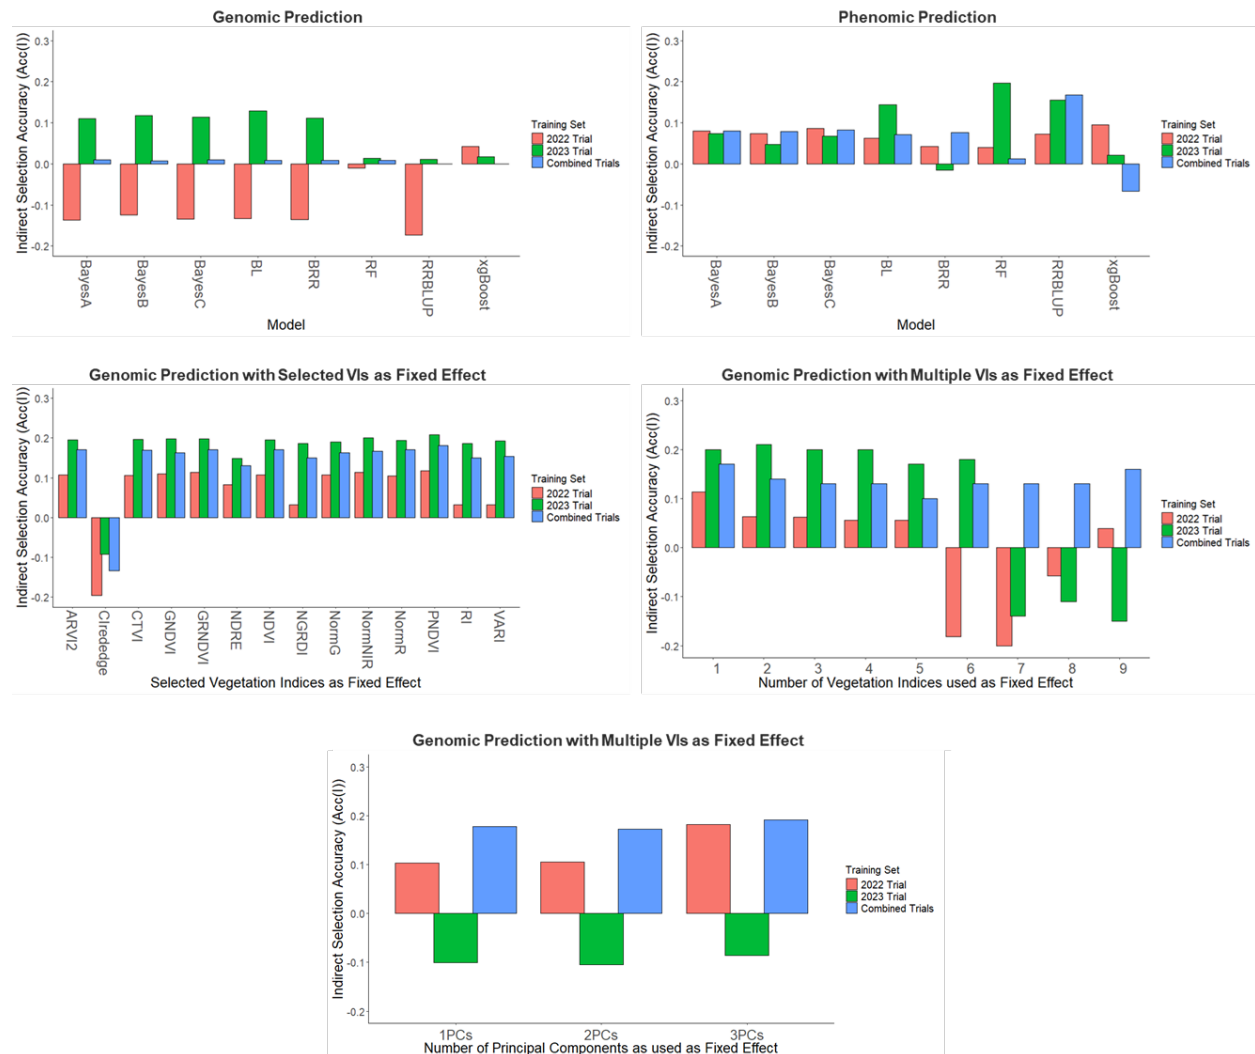 Genomic Prediction
Indirect Selection Accuracy (Acc(I))
0.3
0.2
0.1
0.0
-0.1
-0.2
BayesA
BayesB
BayesC
BL
BRR
RF
RRBLUP
xgBoost
Model
Training Set
2022 Trial
2023 Trial
Combined Trials
Phenomic Prediction
Indirect Selection Accuracy (Acc(I))
0.3
0.2
0.1
0.0
-0.1
-0.2
BayesA
BayesB
BayesC
BL
BRR
RF
RRBLUP
xgBoost
Model
Training Set
2022 Trial
2023 Trial
Combined Trials
Genomic Prediction with Selected VIs as Fixed Effect
Indirect Selection Accuracy (Acc(I))
0.3
0.2
0.1
0.0
-0.1
-0.2
ARVI2
CIrededge
CTVI
GNDVI
GRNDVI
NDRE
NDVI
NGRDI
NormG
NormNIR
NormR
PNDVI
RI
VARI
Selected Vegetation Indices as Fixed Effect
Training Set
2022 Trial
2023 Trial
Combined Trials
Genomic Prediction with Multiple VIs as Fixed Effect
Indirect Selection Accuracy (Acc(I))
0.3
0.2
0.1
0.0
-0.1
-0.2
1 2 3 4 5 6 7 8 9
Number of Vegetation Indices used as Fixed Effect
Training Set
2022 Trial
2023 Trial
Combined Trials
Genomic Prediction with Multiple VIs as Fixed Effect
Indirect Selection Accuracy (Acc(I))
0.3
0.2
0.1
0.0
-0.1
-0.2
1PCs 2PCs 3PCs
Number of Principal Components as used as Fixed Effect
Training Set
2022 Trial
2023 Trial
Combined Trials